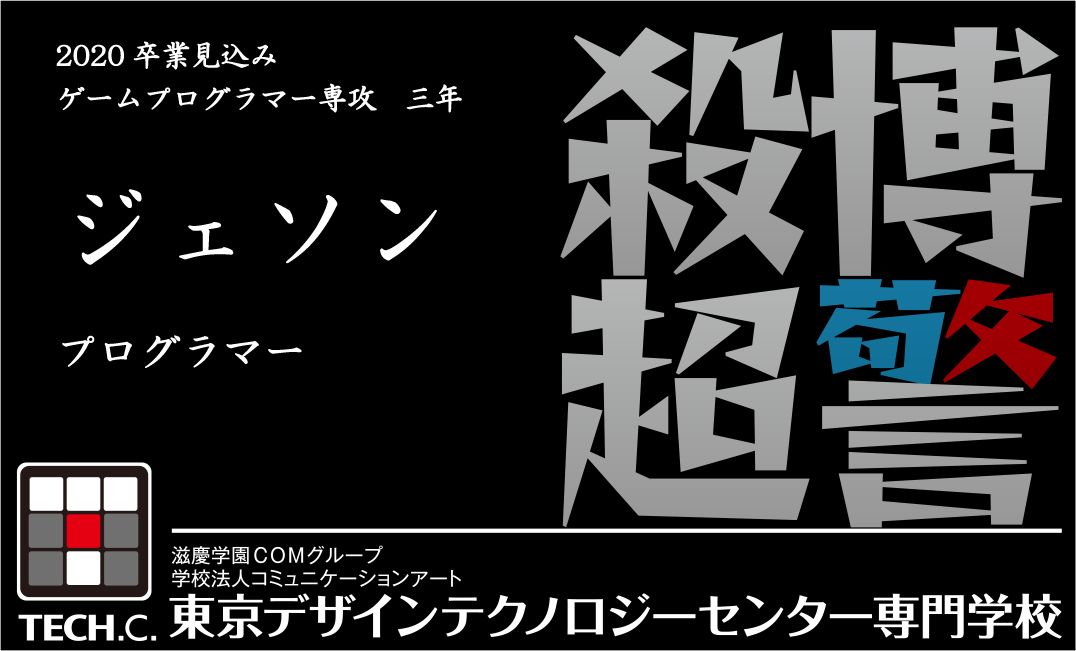 2020 卒業見込み
ゲームプログラマー専攻　三年
ジェソン
プログラマー
殺博
超警
滋慶学園COMグループ
学校法人コミュニケーションアート
東京デザインテクノロジーセンター専門学校
TECH.C.